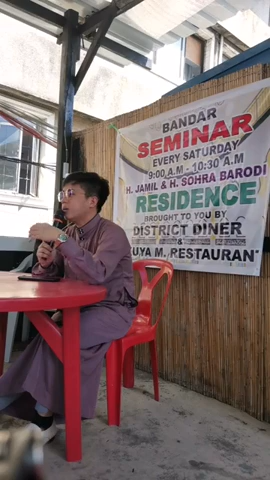 BANDAR
SEMINAR
EVERY SATURDAY
9:00 A.M - 10:30 A.M
H. JAMIL & H. SOHRA BARODI
RESIDENCE
BROUGHT TO YOU BY
DISTRICT DINER
&
UYA M. RESTAURANT